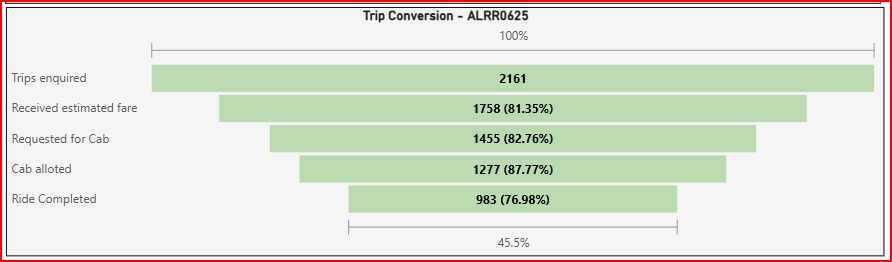 Trip Conversion - ALRR0625
100%
Trips enquired 2161
Received estimated fare 1758 (81.35%)
Requested for Cab 1455 (82.76%)
Cab alloted 1277 (87.77%)
Ride Completed 983 (76.98%)
45.5%